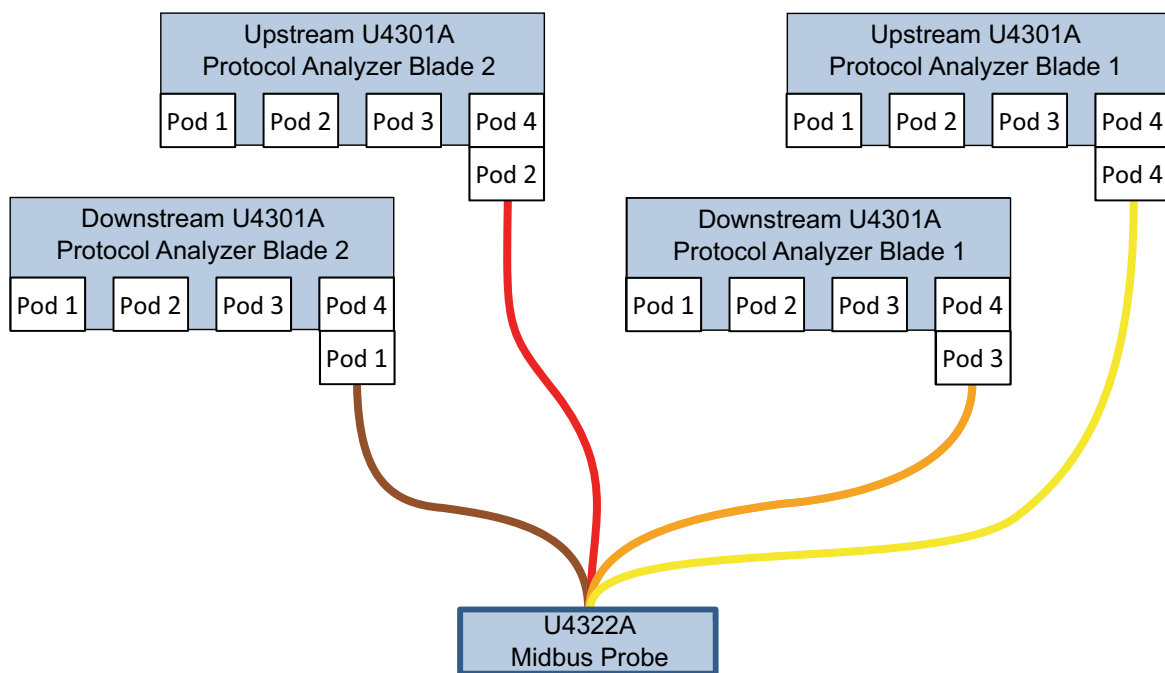 Upstream U4301A
Protocol Analyzer Blade 2
Pod 1 Pod 2 Pod 3 Pod 4
Pod 2
Upstream U4301A
Protocol Analyzer Blade 1
Pod 1 Pod 2 Pod 3 Pod 4
Pod 4
Downstream U4301A
Protocol Analyzer Blade 2
Pod 1 Pod 2 Pod 3 Pod 4
Pod 1
Downstream U4301A
Protocol Analyzer Blade 1
Pod 1 Pod 2 Pod 3 Pod 4
Pod 3
U4322A
Midbus Probe